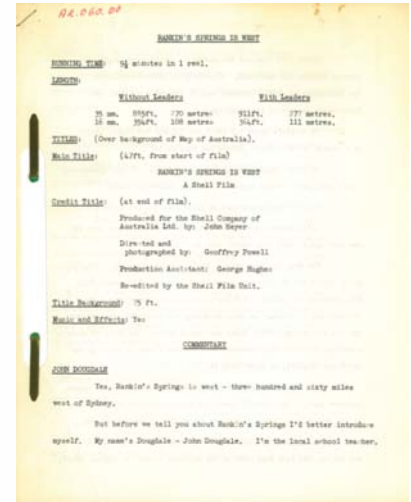 AR.060.00
RANKIN'S SPRINGS IS WEST
RUNNING TIME: 9½ minutes in 1 reel.
LENGTH:
Without Leaders With Leaders
35 mm. 885ft. 270 metres 911ft. 277 metres.
16 mm. 354ft. 108 metres 364ft. 111 metres.
TITLES: (Over background of Map of Australia).
Main Title: (47ft. from start of film)
RANKIN'S SPRINGS IS WEST
A Shell Film
Credit Title: (at end of film).
Produced for the Shell Company of
Australia Ltd. by: John Heyer
Directed and
photographed by: Geoffrey Powell
Production Assistant: George Hughes
Re-edited by the Shell Film Unit.
Title Background: 75 ft.
Music and Effects: Yes
COMMENTARY
JOHN DOUGDALE
Yes, Rankin's Springs is west - three hundred and sixty miles
west of Sydney.
But before we tell you about Rankin's Springs I'd better introduce
myself. My name's Dougdale - John Dougdale. I'm the local school teacher.